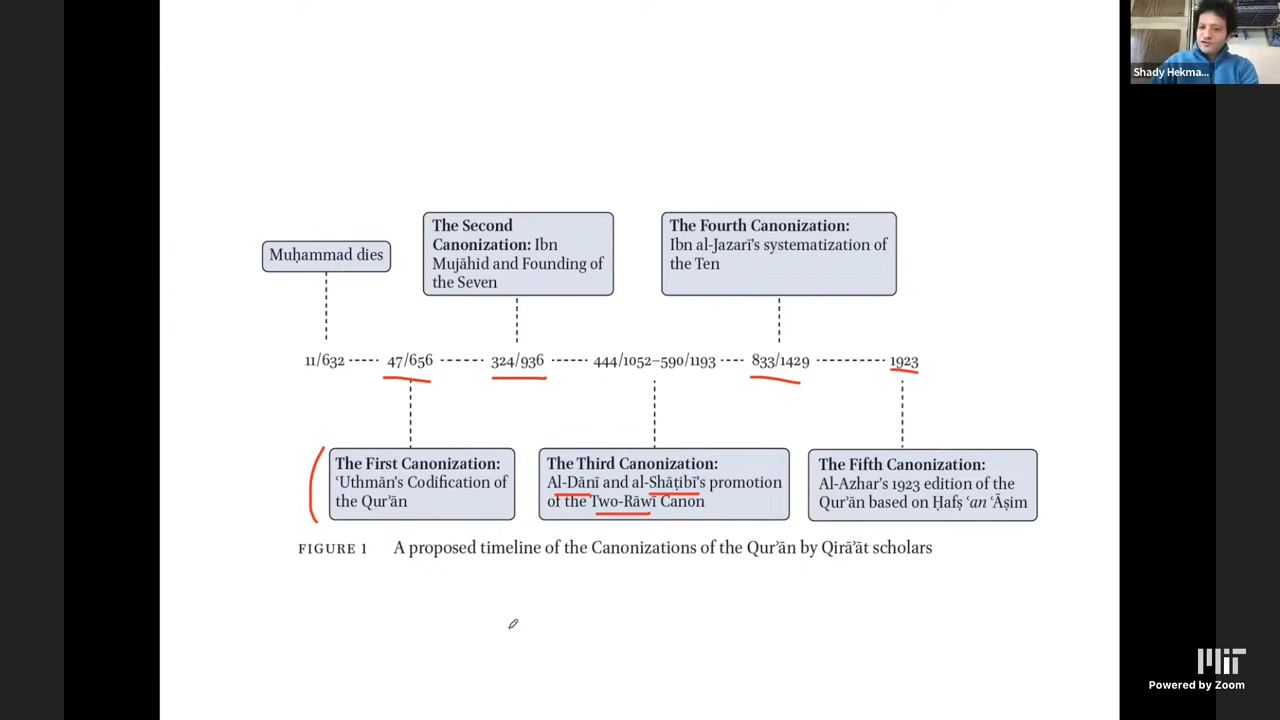 Shady Hekma...
The Second
Canonization: Ibn
Mujāhid and Founding of
the Seven
The Fourth Canonization:
Ibn al-Jazarī's systematization of
the Ten
Muḥammad dies
11/632 ---- 47/656 ------ 324/936 ----- 444/1052–590/1193 --- 833/1429 --------- 1923
The First Canonization:
ʿUthmān's Codification of
the Qurʾān
The Third Canonization:
Al-Dānī and al-Shāṭibī's promotion
of the Two-Rāwī Canon
The Fifth Canonization:
Al-Azhar's 1923 edition of the
Qurʾān based on Ḥafṣ ʿan ʿĀṣim
FIGURE 1 A proposed timeline of the Canonizations of the Qurʾān by Qirāʾāt scholars
MIT
Powered by Zoom